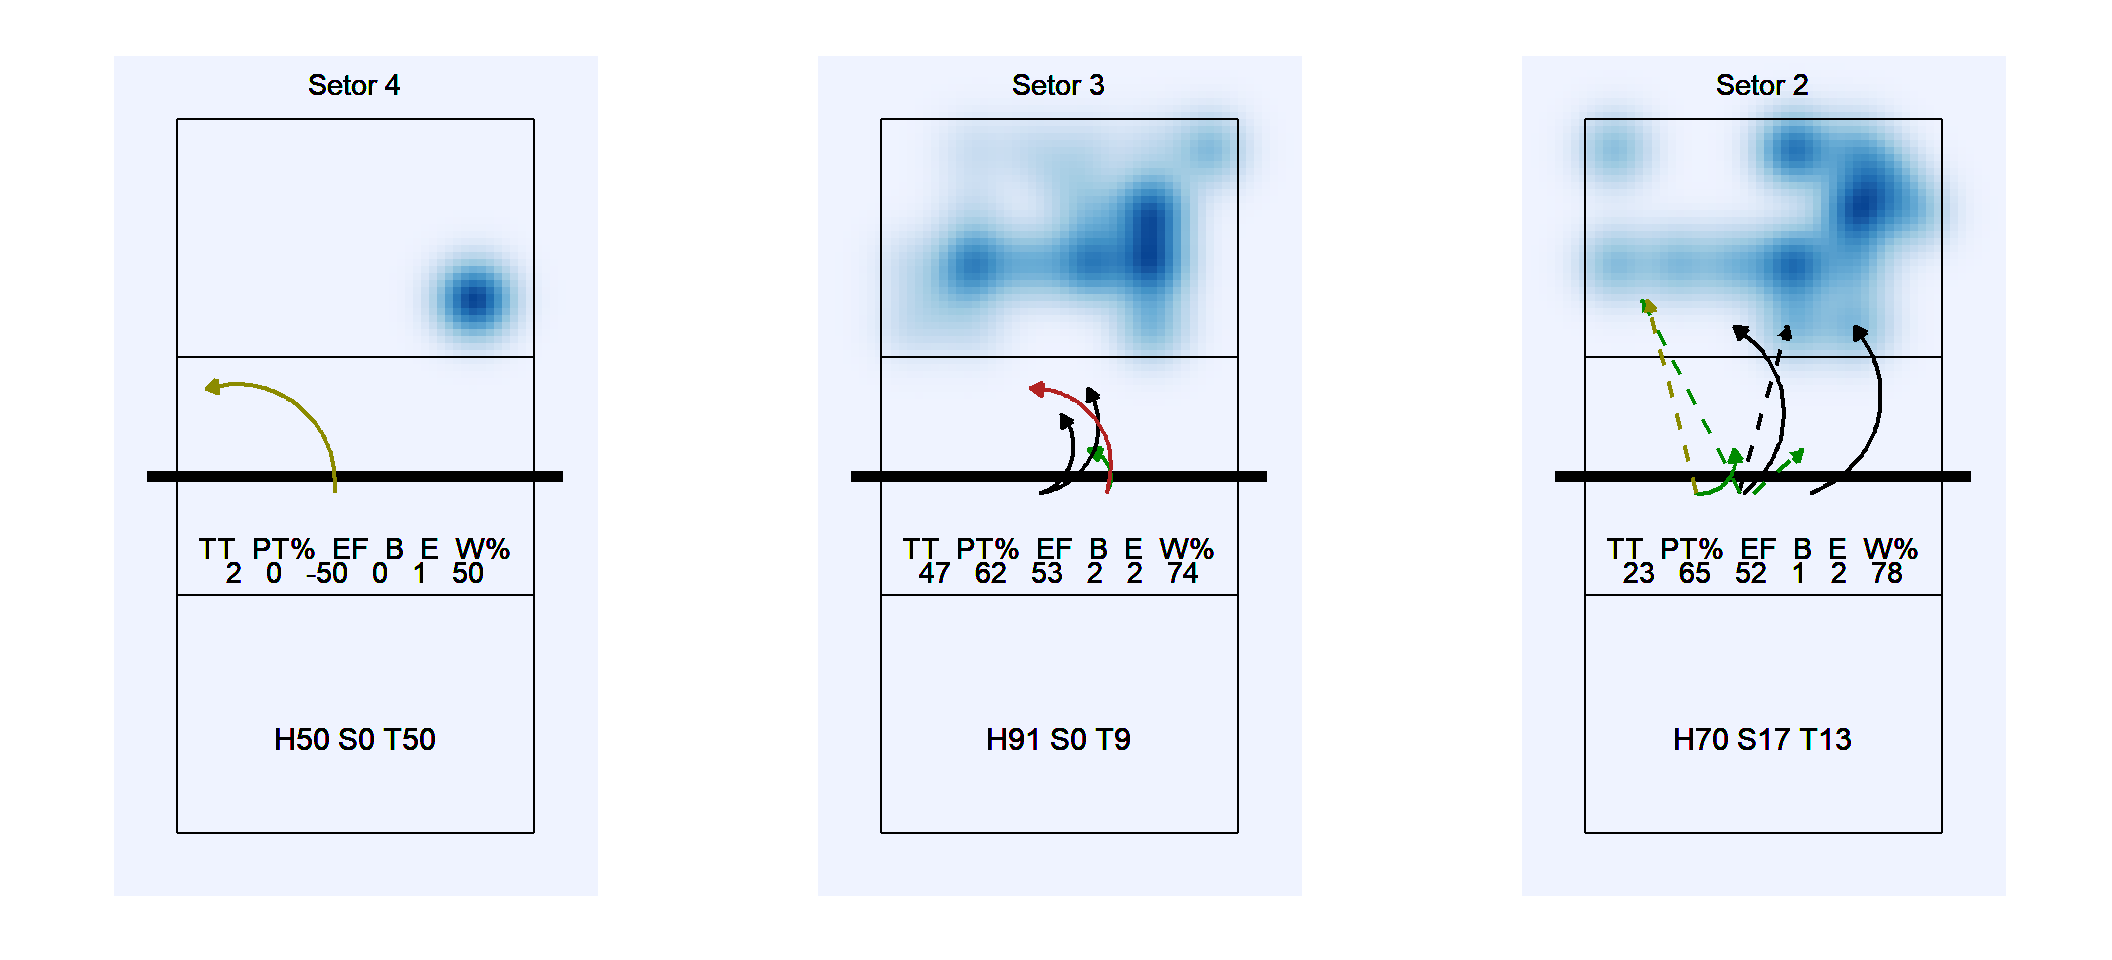 Setor 4
TT PT% EF B E W%
2 0 -50 0 1 50
H50 S0 T50
Setor 3
TT PT% EF B E W%
47 62 53 2 2 74
H91 S0 T9
Setor 2
TT PT% EF B E W%
23 65 52 1 2 78
H70 S17 T13